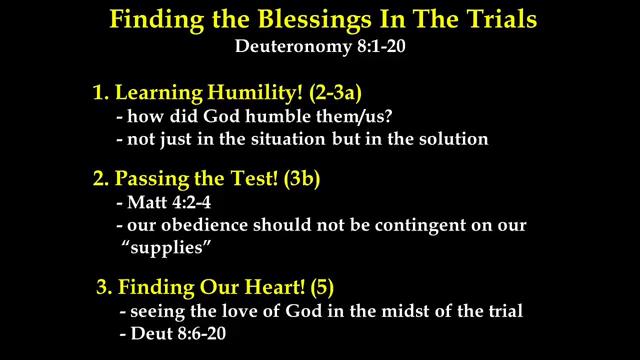 Finding the Blessings In The Trials
Deuteronomy 8:1-20
1. Learning Humility! (2-3a)
- how did God humble them/us?
- not just in the situation but in the solution
2. Passing the Test! (3b)
- Matt 4:2-4
- our obedience should not be contingent on our
“supplies”
3. Finding Our Heart! (5)
- seeing the love of God in the midst of the trial
- Deut 8:6-20